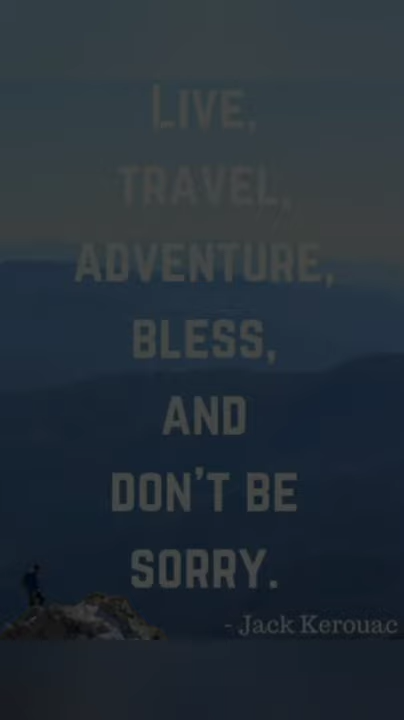 LIVE,
TRAVEL,
ADVENTURE,
BLESS,
AND
DON'T BE
SORRY.
- Jack Kerouac